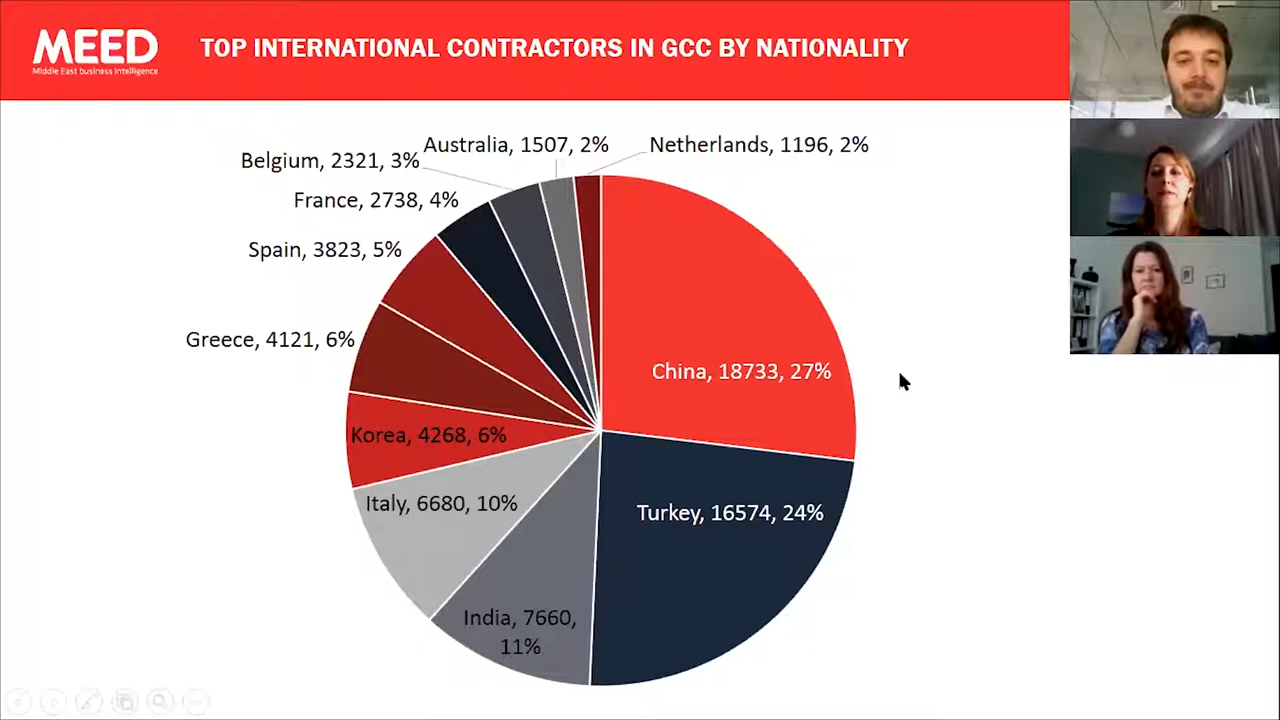 MEED
Middle East business intelligence
TOP INTERNATIONAL CONTRACTORS IN GCC BY NATIONALITY
Australia, 1507, 2%
Netherlands, 1196, 2%
Belgium, 2321, 3%
France, 2738, 4%
Spain, 3823, 5%
Greece, 4121, 6%
China, 18733, 27%
Korea, 4268, 6%
Italy, 6680, 10%
Turkey, 16574, 24%
India, 7660,
11%